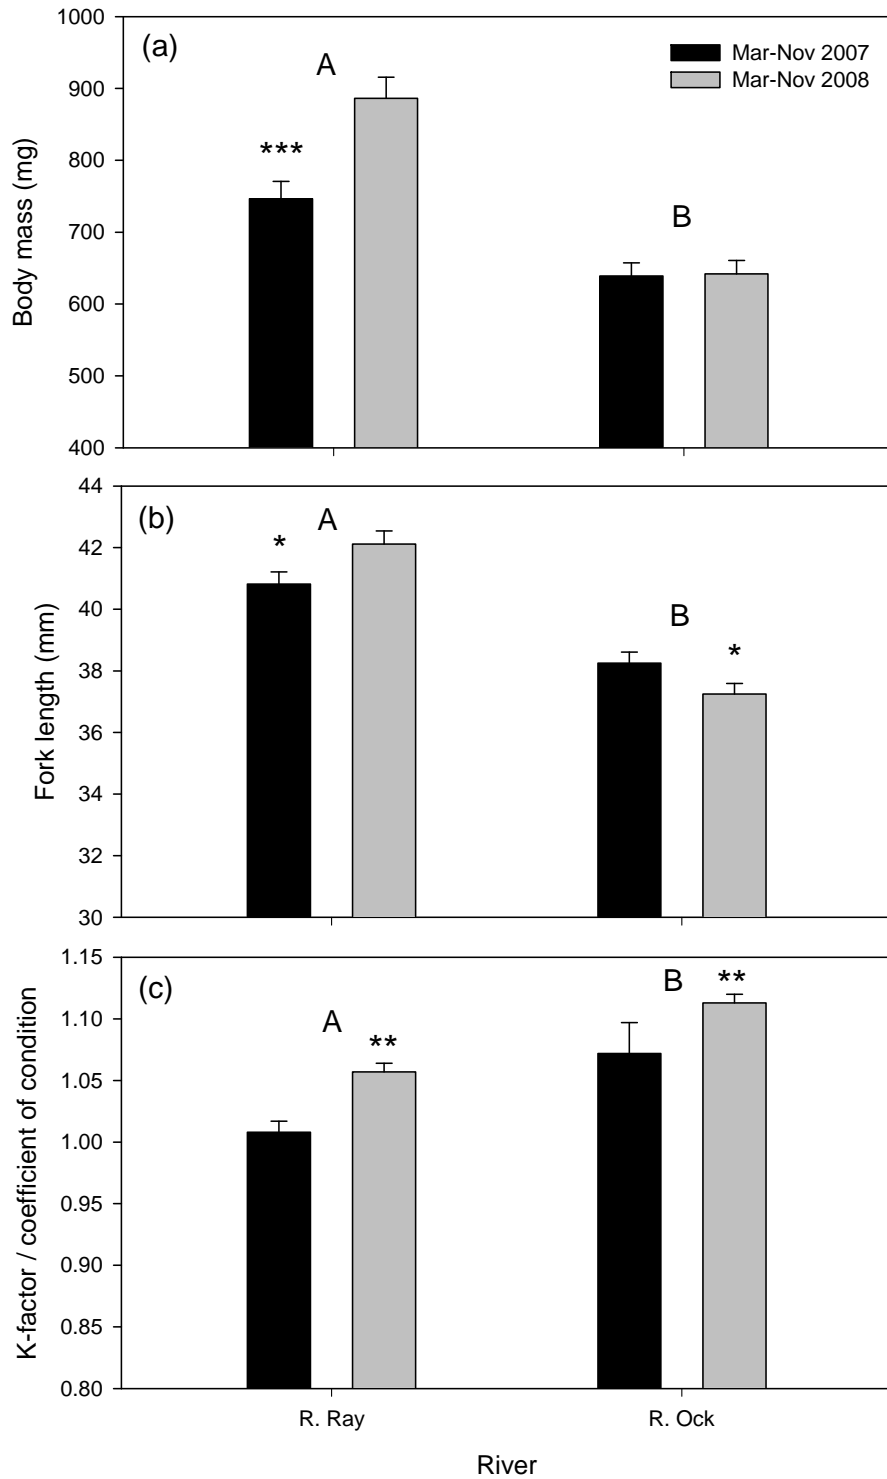 (a)
Mar-Nov 2007
Mar-Nov 2008
A
***
B
1000
900
800
700
600
500
400
Body mass (mg)
(b)
A
*
B
*
44
42
40
38
36
34
32
30
Fork length (mm)
(c)
A
**
B
**
1.15
1.10
1.05
1.00
0.95
0.90
0.85
0.80
K-factor / coefficient of condition
R. Ray
R. Ock
River